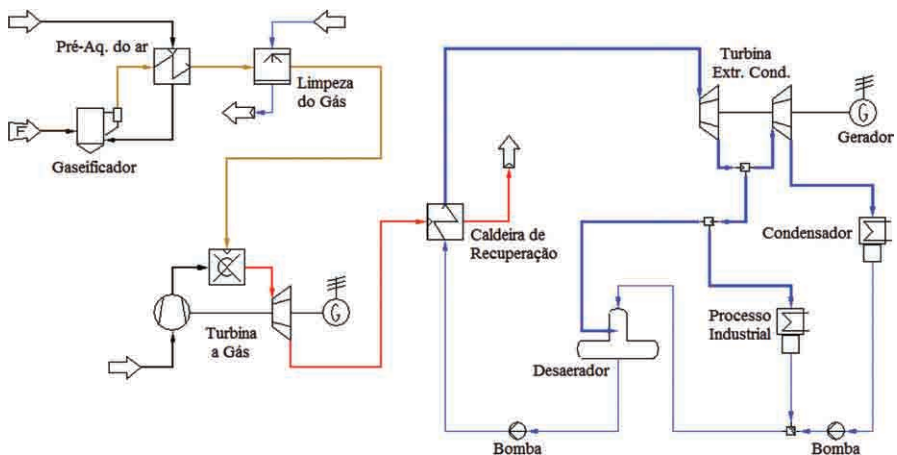 Pré-Aq. do ar
Limpeza
do Gás
F
Gaseificador
Turbina
Extr. Cond.
G
Gerador
Caldeira de
Recuperação
Condensador
G
Turbina
a Gás
Processo
Industrial
Desaerador
Bomba
Bomba